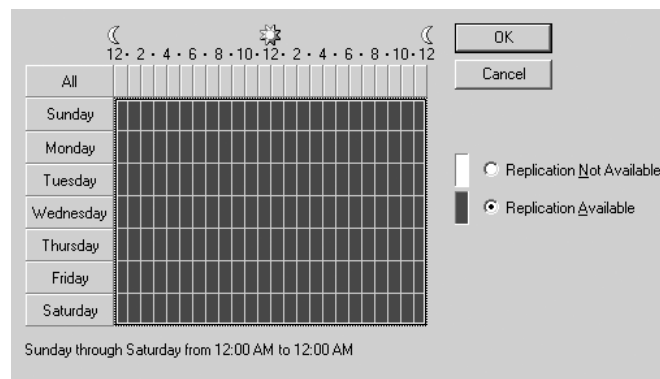 12 · 2 · 4 · 6 · 8 · 10 · 12 · 2 · 4 · 6 · 8 · 10 · 12
OK
Cancel
All
Sunday
Monday
Tuesday
Wednesday
Thursday
Friday
Saturday
Replication Not Available
Replication Available
Sunday through Saturday from 12:00 AM to 12:00 AM